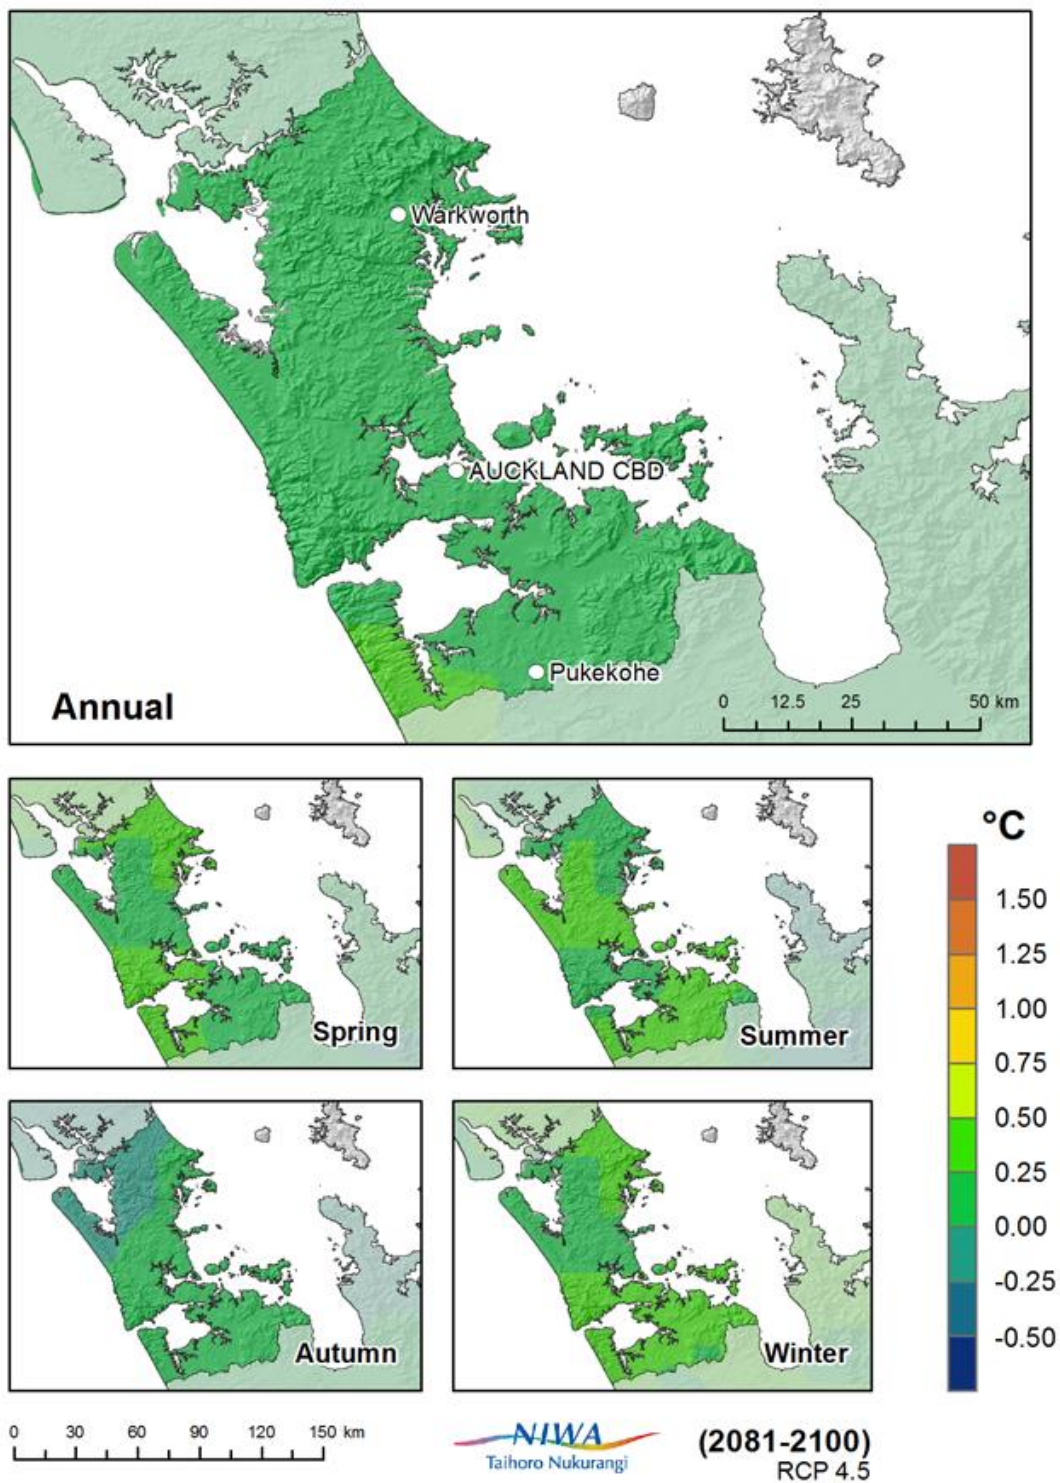 Warkworth
AUCKLAND CBD
Pukekohe
Annual
0 12.5 25 50 km
Spring
Summer
Autumn
Winter
°C
1.50
1.25
1.00
0.75
0.50
0.25
0.00
-0.25
-0.50
0 30 60 90 120 150 km
NIWA
Taihoro Nukurangi
(2081-2100)
RCP 4.5